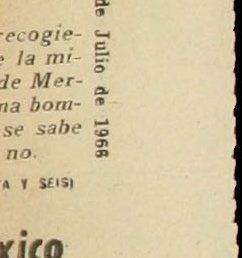 recogie-
e la mi-
de Mer-
na bom-
se sabe
no.
A Y SEIS)
xico
de Julio de 1966